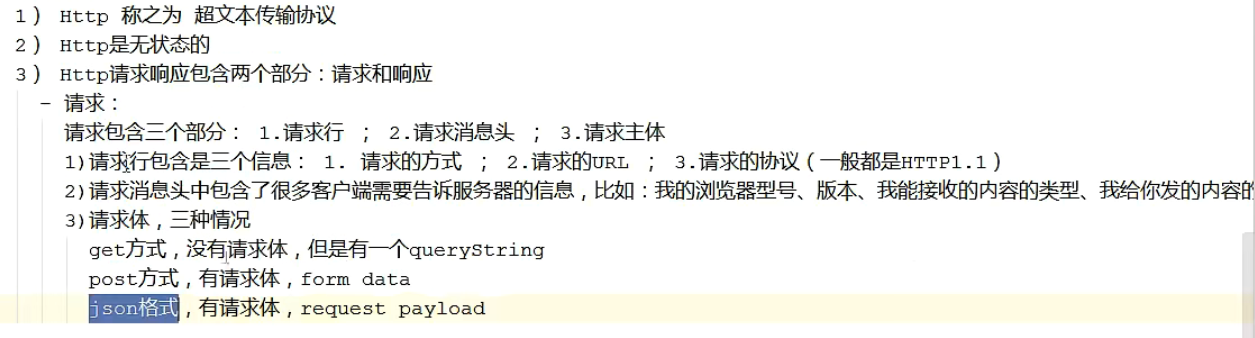 1） Http 称之为 超文本传输协议
2） Http是无状态的
3） Http请求响应包含两个部分：请求和响应
- 请求：
请求包含三个部分： 1.请求行 ； 2.请求消息头 ； 3.请求主体
1)请求行包含是三个信息： 1. 请求的方式 ； 2.请求的URL ； 3.请求的协议（一般都是HTTP1.1）
2)请求消息头中包含了很多客户端需要告诉服务器的信息，比如：我的浏览器型号、版本、我能接收的内容的类型、我给你发的内容的
3)请求体，三种情况
get方式，没有请求体，但是有一个queryString
post方式，有请求体，form data
json格式，有请求体，request payload